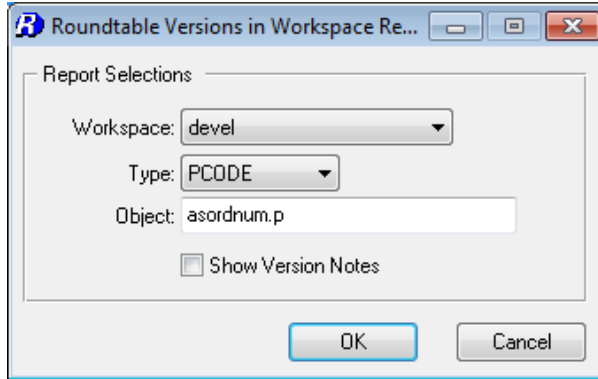 Roundtable Versions in Workspace Re...
Report Selections
Workspace: devel
Type: PCODE
Object: asordnum.p
Show Version Notes
OK Cancel